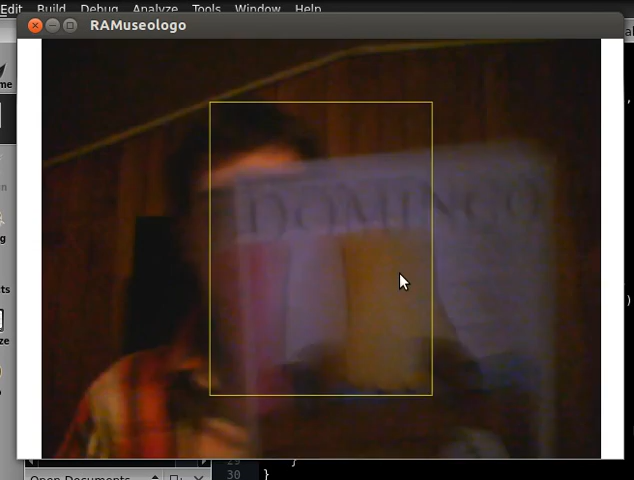 Edit Build Debug Analyze Tools Window Help
RAMuseologo
DOMINGO
Open Documents
29 }
30 }